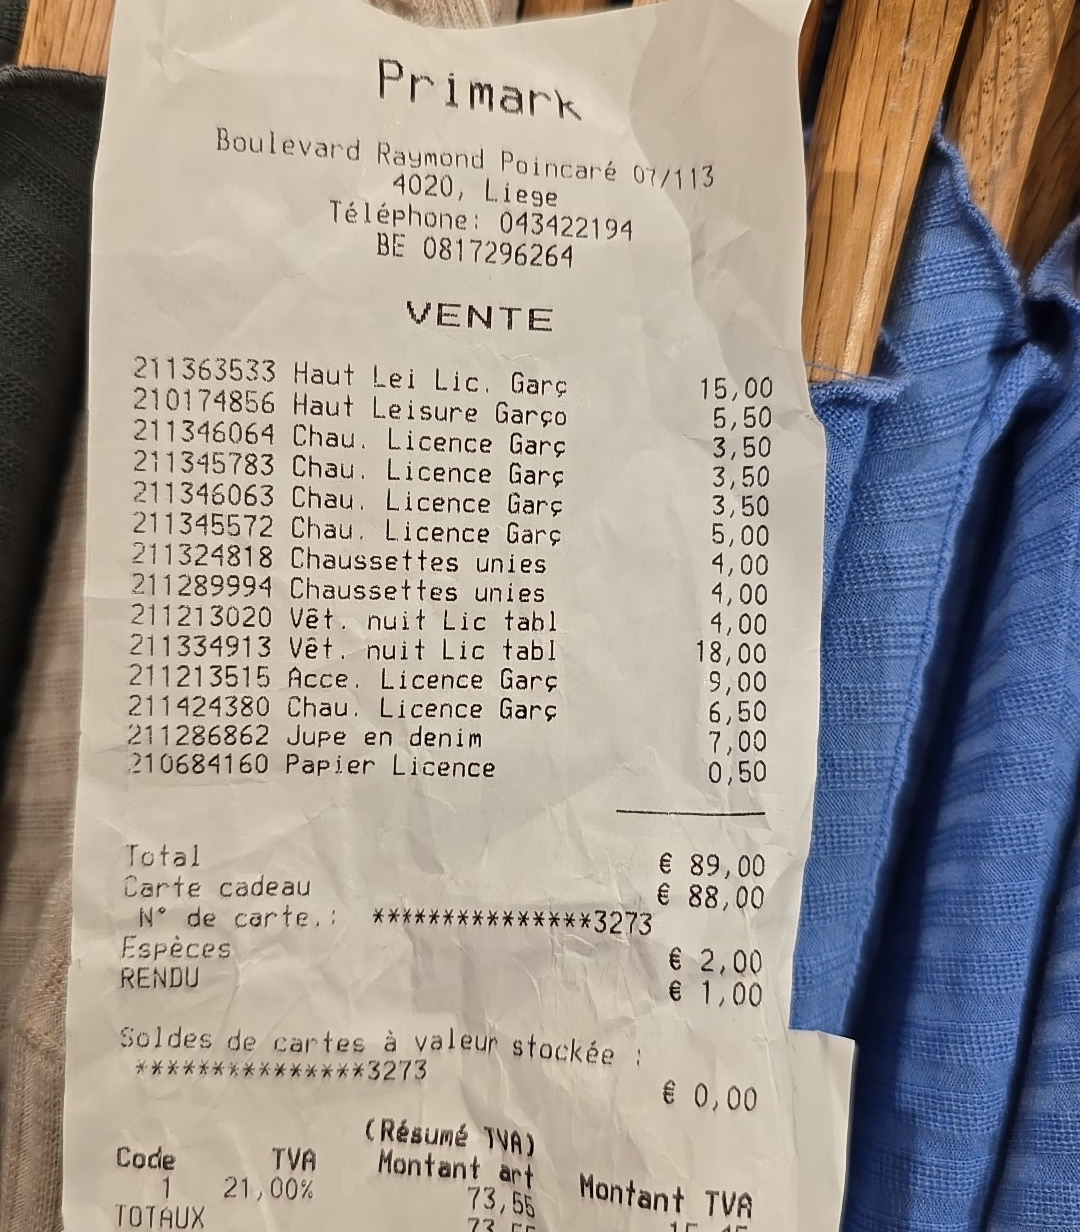 Primark
Boulevard Raymond Poincaré 07/113
4020, Liege
Téléphone: 043422194
BE 0817296264
VENTE
211363533 Haut Lei Lic. Garç 15,00
210174856 Haut Leisure Garço 5,50
211346064 Chau. Licence Garç 3,50
211345783 Chau. Licence Garç 3,50
211346063 Chau. Licence Garç 3,50
211345572 Chau. Licence Garç 5,00
211324818 Chaussettes unies 4,00
211289994 Chaussettes unies 4,00
211213020 Vêt. nuit Lic tabl 4,00
211334913 Vêt. nuit Lic tabl 18,00
211213515 Acce. Licence Garç 9,00
211424380 Chau. Licence Garç 6,50
211286862 Jupe en denim 7,00
210684160 Papier Licence 0,50
Total € 89,00
Carte cadeau € 88,00
N° de carte.: **************3273
Espèces € 2,00
RENDU € 1,00
Soldes de cartes à valeur stockée :
**************3273
€ 0,00
(Résumé TVA)
Code TVA Montant art Montant TVA
1 21,00% 73,55
TOTAUX